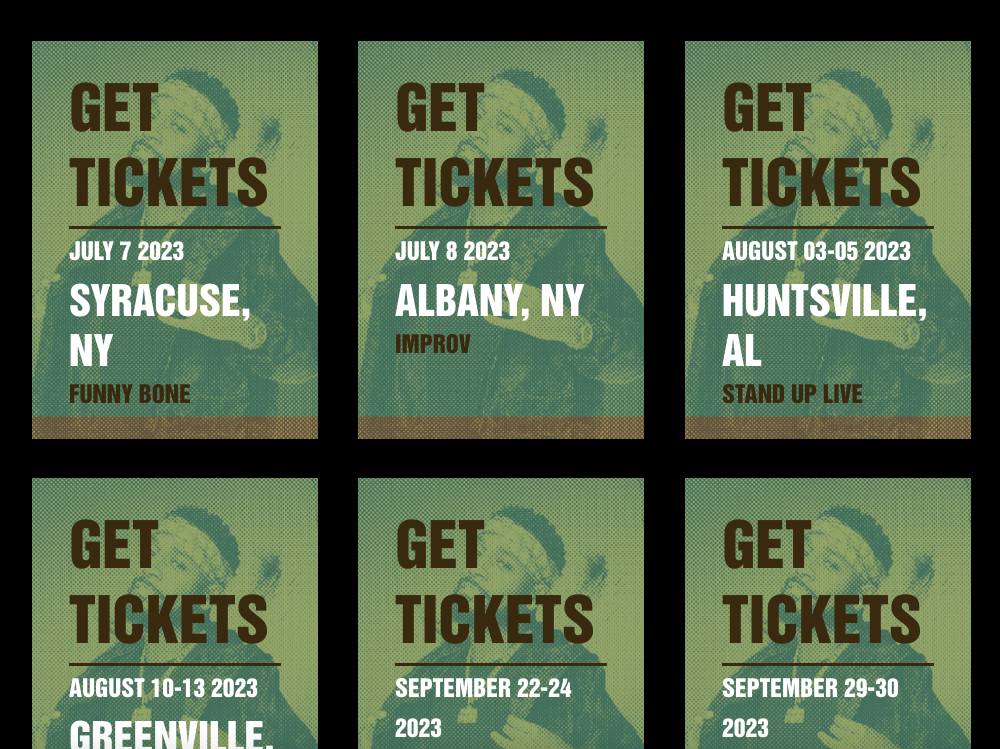 GET
TICKETS
JULY 7 2023
SYRACUSE,
NY
FUNNY BONE
GET
TICKETS
JULY 8 2023
ALBANY, NY
IMPROV
GET
TICKETS
AUGUST 03-05 2023
HUNTSVILLE,
AL
STAND UP LIVE
GET
TICKETS
AUGUST 10-13 2023
GREENVILLE,
GET
TICKETS
SEPTEMBER 22-24
2023
GET
TICKETS
SEPTEMBER 29-30
2023